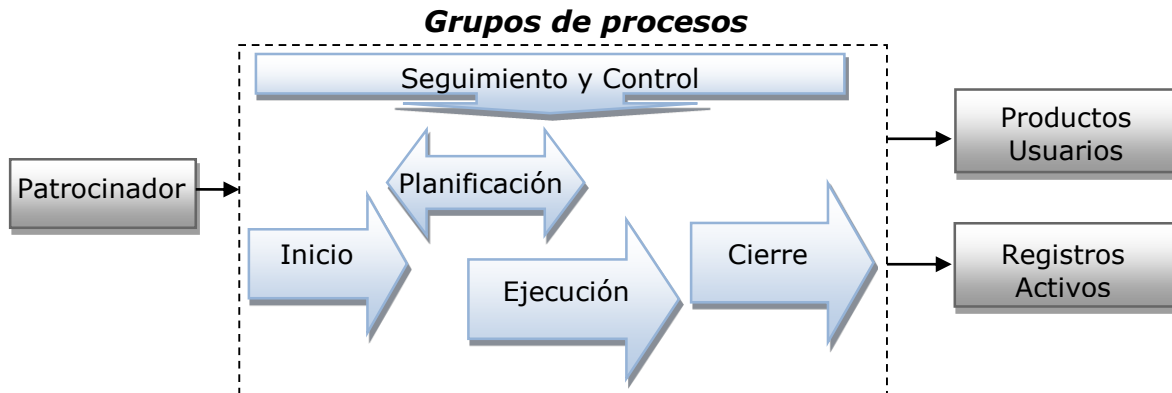 Grupos de procesos
Seguimiento y Control
Patrocinador
Planificación
Inicio
Ejecución
Cierre
Productos
Usuarios
Registros
Activos